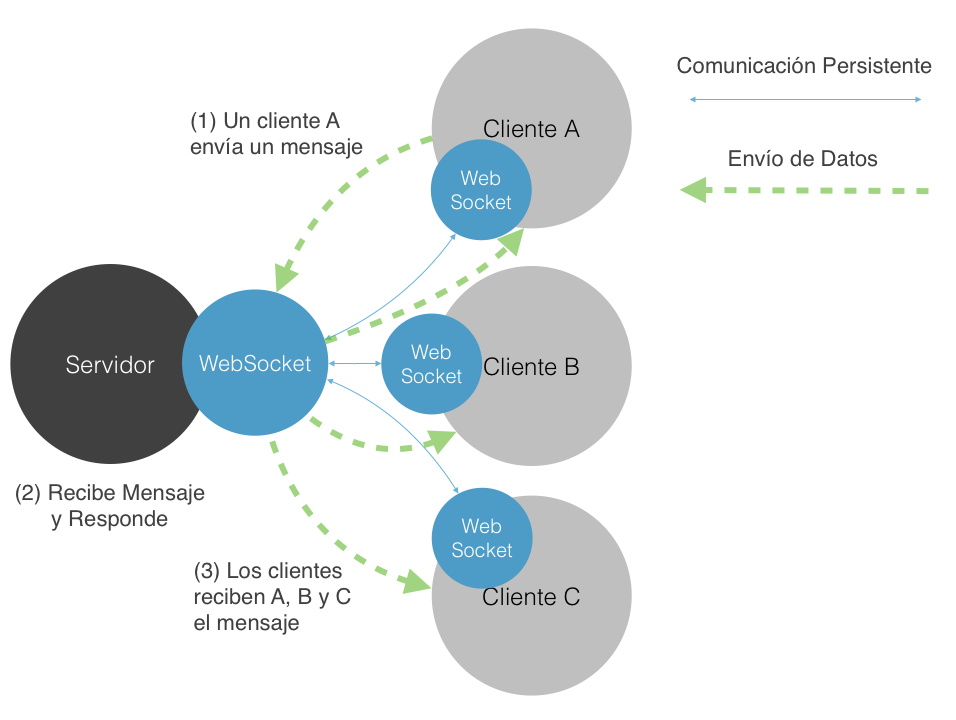 Comunicación Persistente
(1) Un cliente A
envía un mensaje
Cliente A
Envío de Datos
Web
Socket
Servidor
WebSocket
Web
Socket
Cliente B
(2) Recibe Mensaje
y Responde
Web
Socket
(3) Los clientes
reciben A, B y C
el mensaje
Cliente C